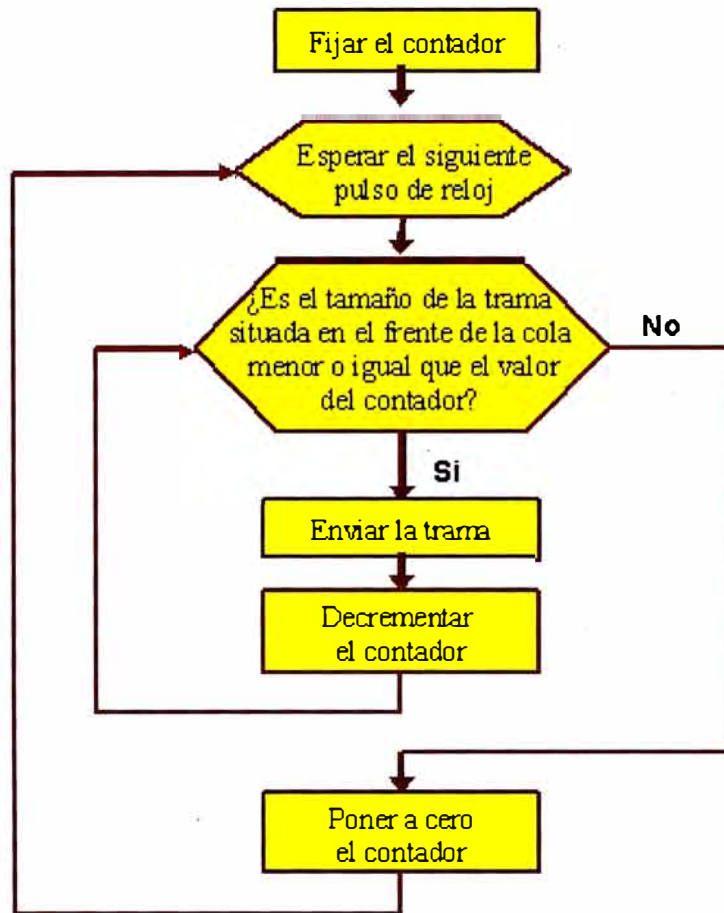 Fijar el contador
Esperar el siguiente
pulso de reloj
¿Es el tamaño de la trama
situada en el frente de la cola
menor o igual que el valor
del contador?
No
Si
Enviar la trama
Decrementar
el contador
Poner a cero
el contador